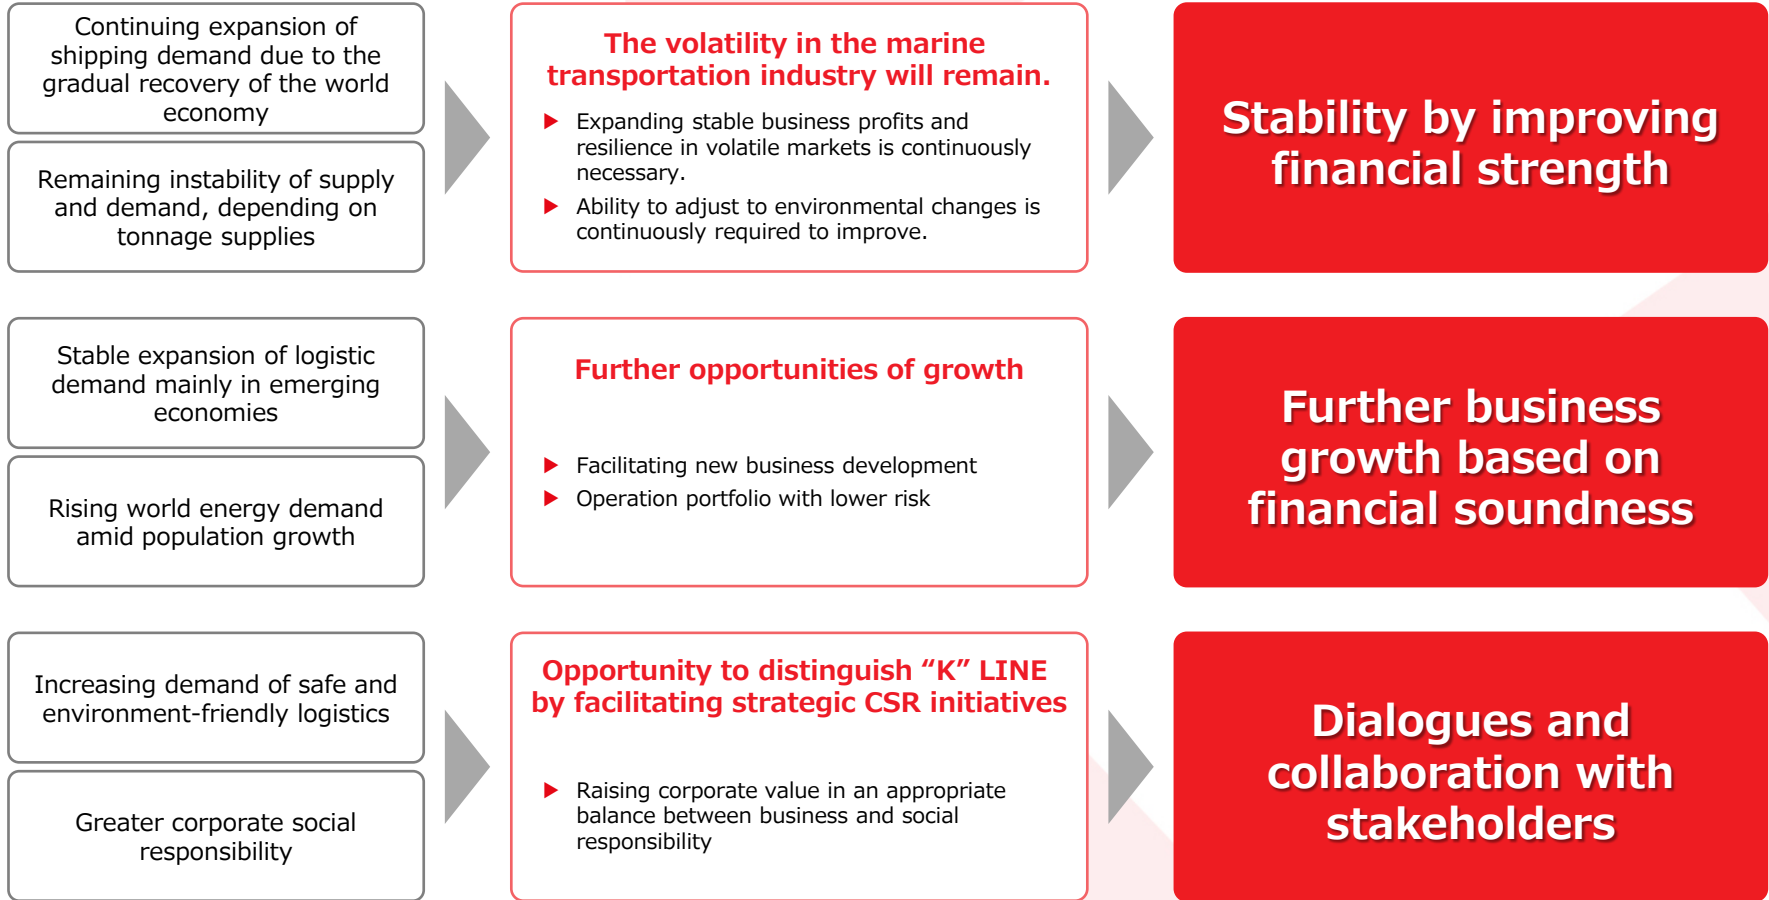 Continuing expansion of
shipping demand due to the
gradual recovery of the world
economy
Remaining instability of supply
and demand, depending on
tonnage supplies
The volatility in the marine
transportation industry will remain.
Expanding stable business profits and
resilience in volatile markets is continuously
necessary.
Ability to adjust to environmental changes is
continuously required to improve.
Stability by improving
financial strength
Stable expansion of logistic
demand mainly in emerging
economies
Rising world energy demand
amid population growth
Further opportunities of growth
Facilitating new business development
Operation portfolio with lower risk
Further business
growth based on
financial soundness
Increasing demand of safe and
environment-friendly logistics
Greater corporate social
responsibility
Opportunity to distinguish “K” LINE
by facilitating strategic CSR initiatives
Raising corporate value in an appropriate
balance between business and social
responsibility
Dialogues and
collaboration with
stakeholders